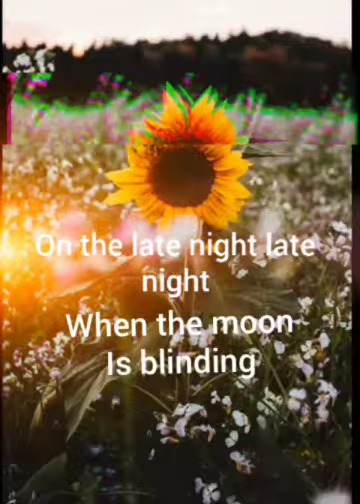 On the late night late
night
When the moon
Is blinding